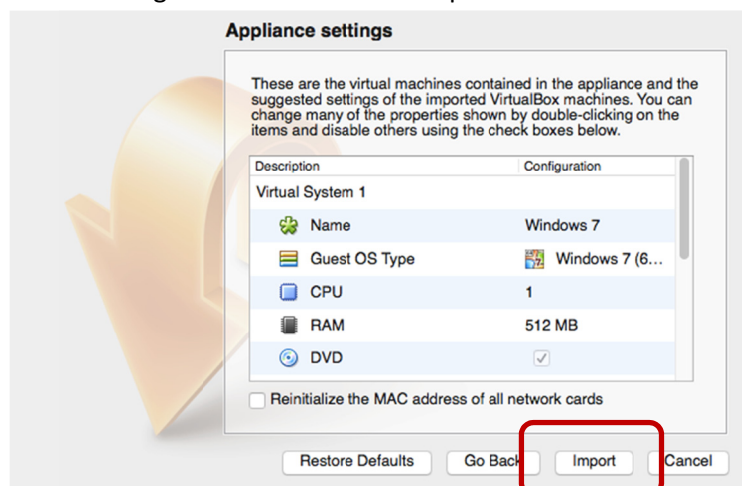 Appliance settings
These are the virtual machines contained in the appliance and the
suggested settings of the imported VirtualBox machines. You can
change many of the properties shown by double-clicking on the
items and disable others using the check boxes below.
Description Configuration
Virtual System 1
Name Windows 7
Guest OS Type Windows 7 (6...
CPU 1
RAM 512 MB
DVD
Reinitialize the MAC address of all network cards
Restore Defaults Go Back Import Cancel